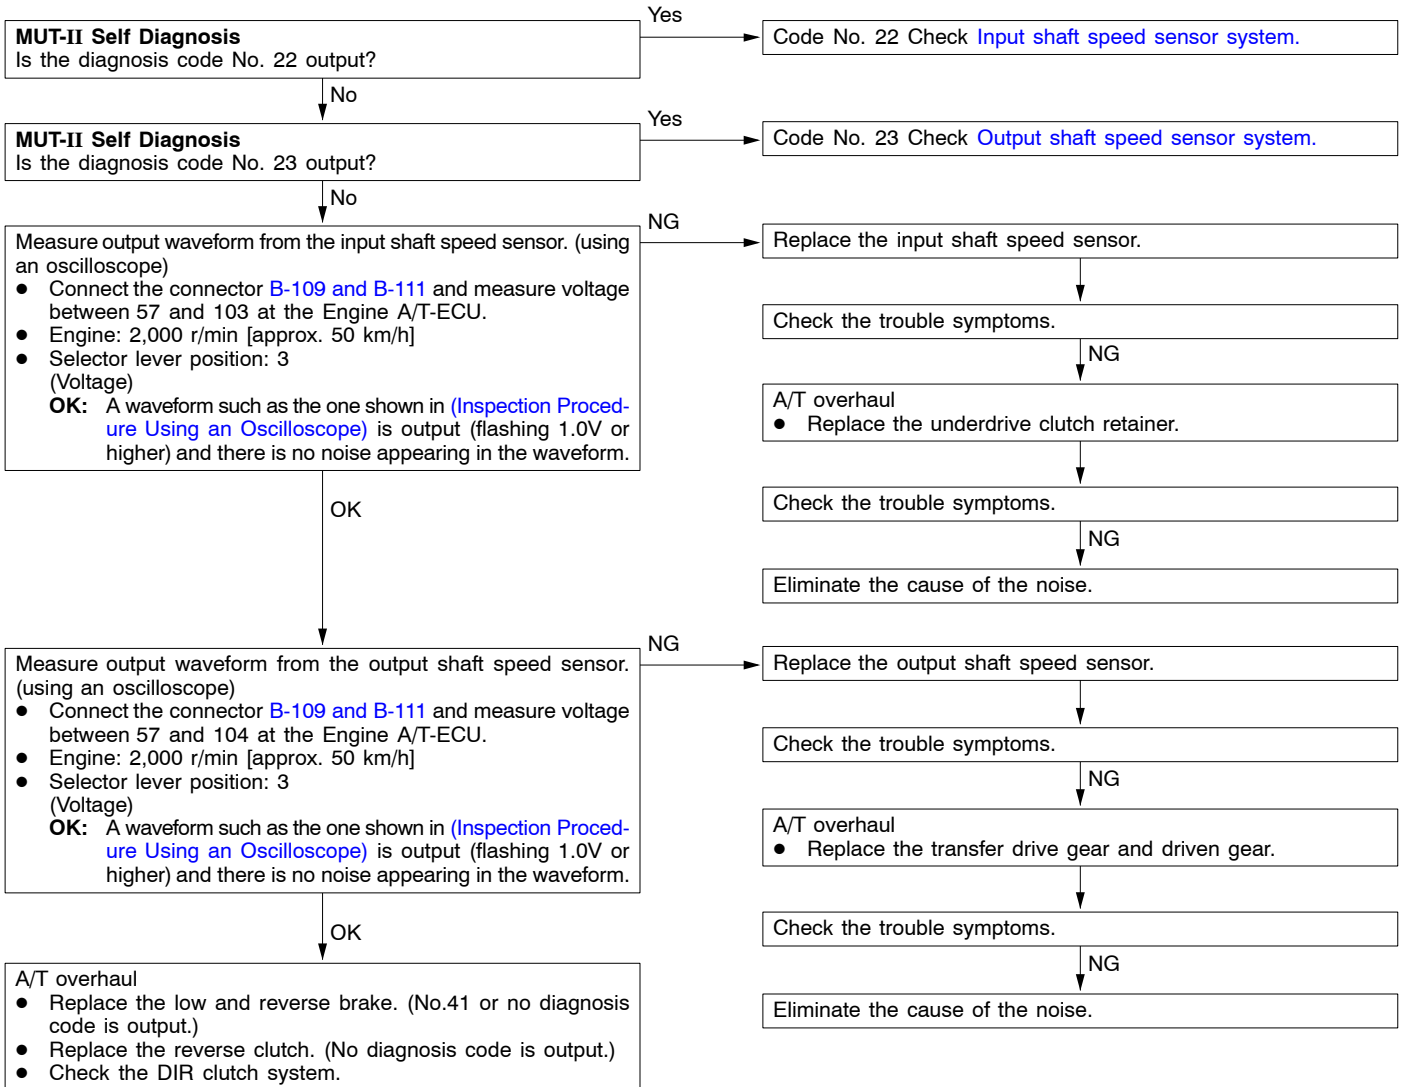 MUT-II Self Diagnosis
Is the diagnosis code No. 22 output?
Yes
Code No. 22 Check Input shaft speed sensor system.
No
MUT-II Self Diagnosis
Is the diagnosis code No. 23 output?
Yes
Code No. 23 Check Output shaft speed sensor system.
No
Measure output waveform from the input shaft speed sensor. (using
an oscilloscope)
● Connect the connector B-109 and B-111 and measure voltage
between 57 and 103 at the Engine A/T-ECU.
● Engine: 2,000 r/min [approx. 50 km/h]
● Selector lever position: 3
(Voltage)
OK: A waveform such as the one shown in (Inspection Proced-
ure Using an Oscilloscope) is output (flashing 1.0V or
higher) and there is no noise appearing in the waveform.
NG
Replace the input shaft speed sensor.
Check the trouble symptoms.
NG
A/T overhaul
● Replace the underdrive clutch retainer.
Check the trouble symptoms.
NG
Eliminate the cause of the noise.
OK
Measure output waveform from the output shaft speed sensor.
(using an oscilloscope)
● Connect the connector B-109 and B-111 and measure voltage
between 57 and 104 at the Engine A/T-ECU.
● Engine: 2,000 r/min [approx. 50 km/h]
● Selector lever position: 3
(Voltage)
OK: A waveform such as the one shown in (Inspection Proced-
ure Using an Oscilloscope) is output (flashing 1.0V or
higher) and there is no noise appearing in the waveform.
NG
Replace the output shaft speed sensor.
Check the trouble symptoms.
NG
A/T overhaul
● Replace the transfer drive gear and driven gear.
Check the trouble symptoms.
NG
Eliminate the cause of the noise.
OK
A/T overhaul
● Replace the low and reverse brake. (No.41 or no diagnosis
code is output.)
● Replace the reverse clutch. (No diagnosis code is output.)
● Check the DIR clutch system.